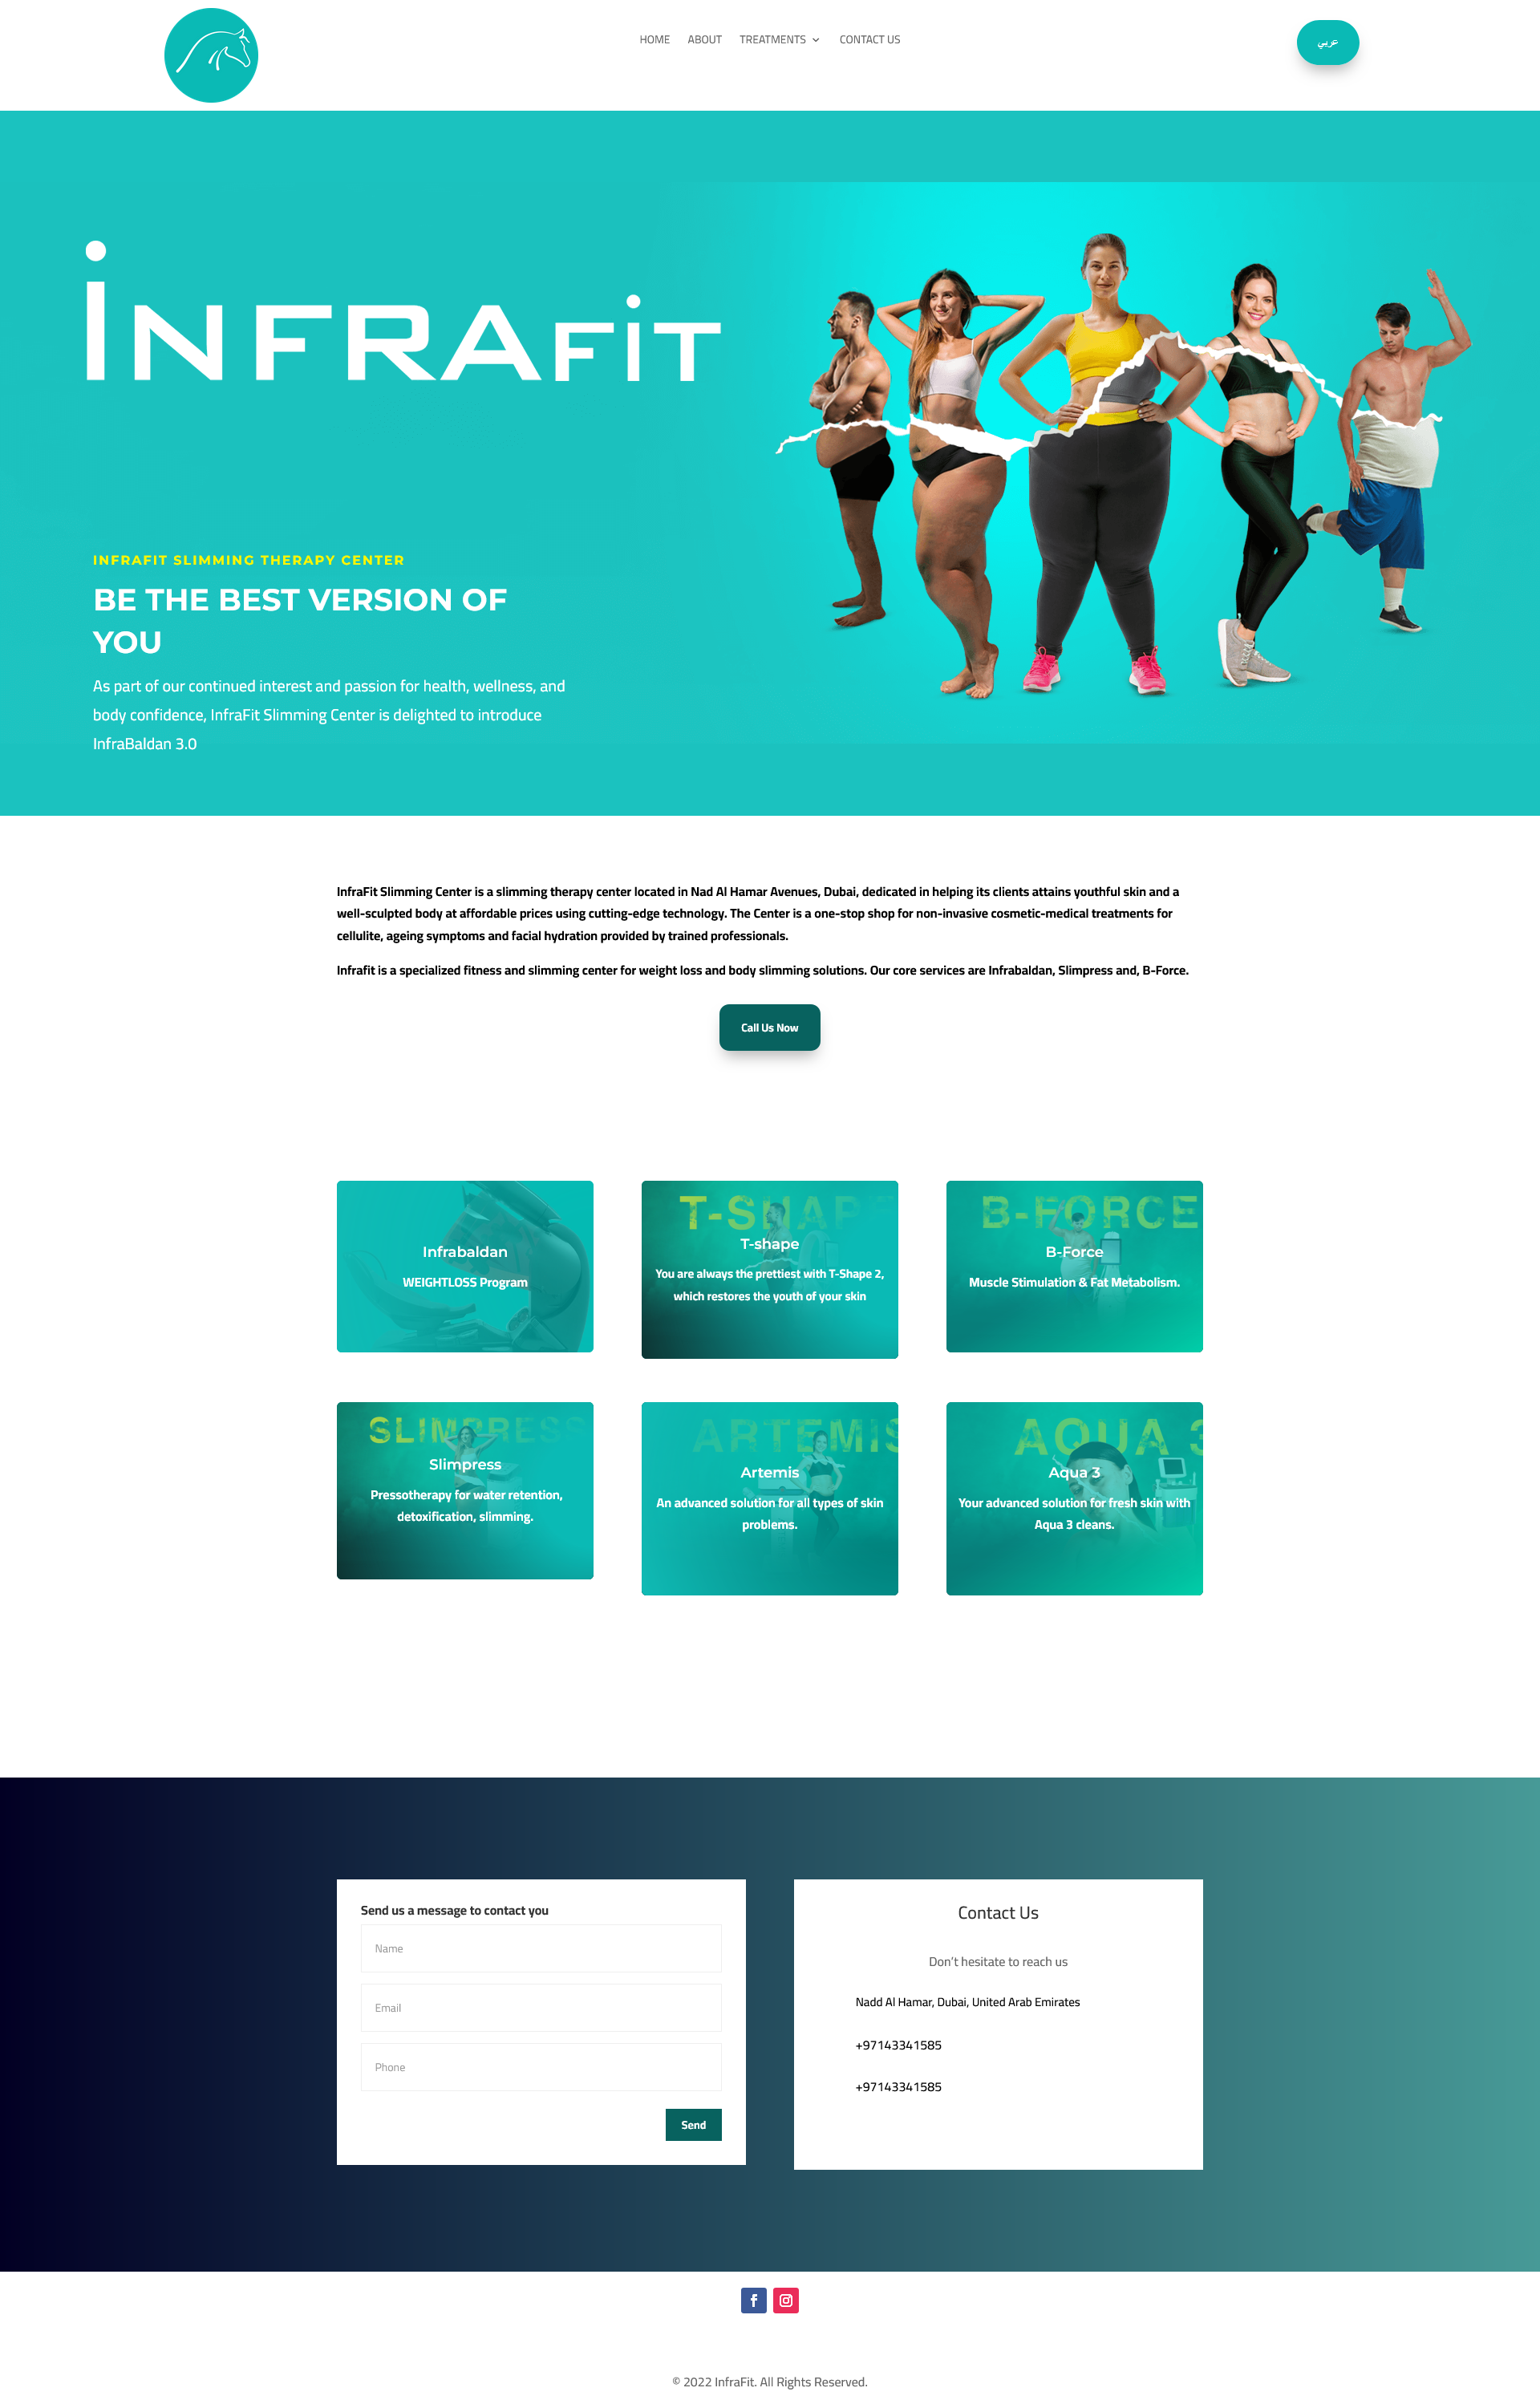 HOME ABOUT TREATMENTS CONTACT US
عربي
INFRAFiT
INFRAFIT SLIMMING THERAPY CENTER
BE THE BEST VERSION OF
YOU
As part of our continued interest and passion for health, wellness, and
body confidence, InfraFit Slimming Center is delighted to introduce
InfraBaldan 3.0
InfraFit Slimming Center is a slimming therapy center located in Nad Al Hamar Avenues, Dubai, dedicated in helping its clients attains youthful skin and a
well-sculpted body at affordable prices using cutting-edge technology. The Center is a one-stop shop for non-invasive cosmetic-medical treatments for
cellulite, ageing symptoms and facial hydration provided by trained professionals.
Infrafit is a specialized fitness and slimming center for weight loss and body slimming solutions. Our core services are Infrabaldan, Slimpress and, B-Force.
Call Us Now
Infrabaldan
WEIGHTLOSS Program
T-SHAPE
T-shape
You are always the prettiest with T-Shape 2,
which restores the youth of your skin
B-FORCE
B-Force
Muscle Stimulation & Fat Metabolism.
SLIMPRESS
Slimpress
Pressotherapy for water retention,
detoxification, slimming.
ARTEMIS
Artemis
An advanced solution for all types of skin
problems.
AQUA 3
Aqua 3
Your advanced solution for fresh skin with
Aqua 3 cleans.
Send us a message to contact you
Name
Email
Phone
Send
Contact Us
Don't hesitate to reach us
Nadd Al Hamar, Dubai, United Arab Emirates
+97143341585
+97143341585
© 2022 InfraFit. All Rights Reserved.